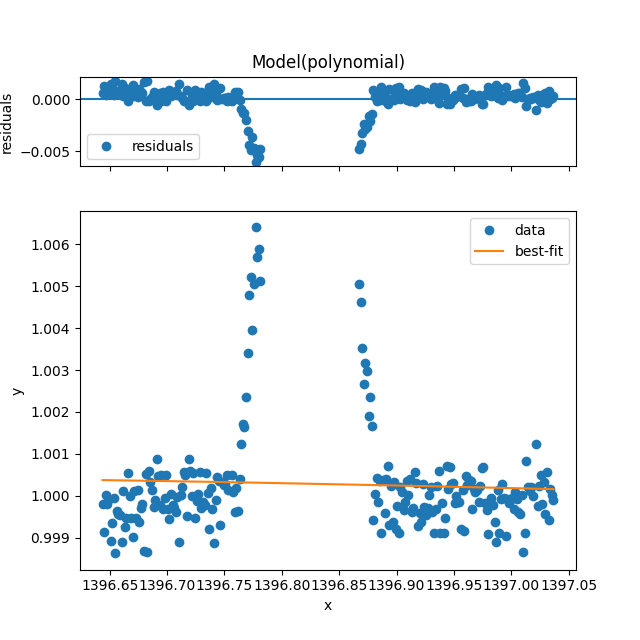 Model(polynomial)
residuals
0.000
−0.005
residuals
y
1.006
1.005
1.004
1.003
1.002
1.001
1.000
0.999
data
best-fit
1396.65 1396.70 1396.75 1396.80 1396.85 1396.90 1396.95 1397.00 1397.05
x